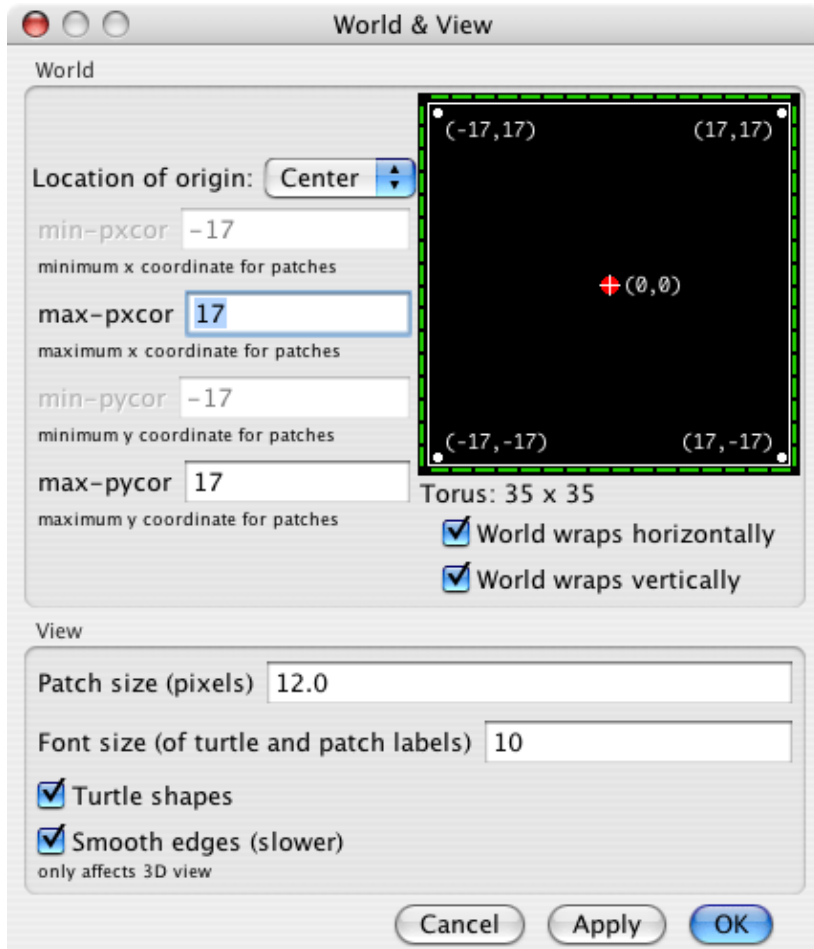 World & View
World
Location of origin: Center
min-pxcor -17
minimum x coordinate for patches
max-pxcor 17
maximum x coordinate for patches
min-pycor -17
minimum y coordinate for patches
max-pycor 17
maximum y coordinate for patches
(-17,17) (17,17)
(0,0)
(-17,-17) (17,-17)
Torus: 35 x 35
World wraps horizontally
World wraps vertically
View
Patch size (pixels) 12.0
Font size (of turtle and patch labels) 10
Turtle shapes
Smooth edges (slower)
only affects 3D view
Cancel Apply OK